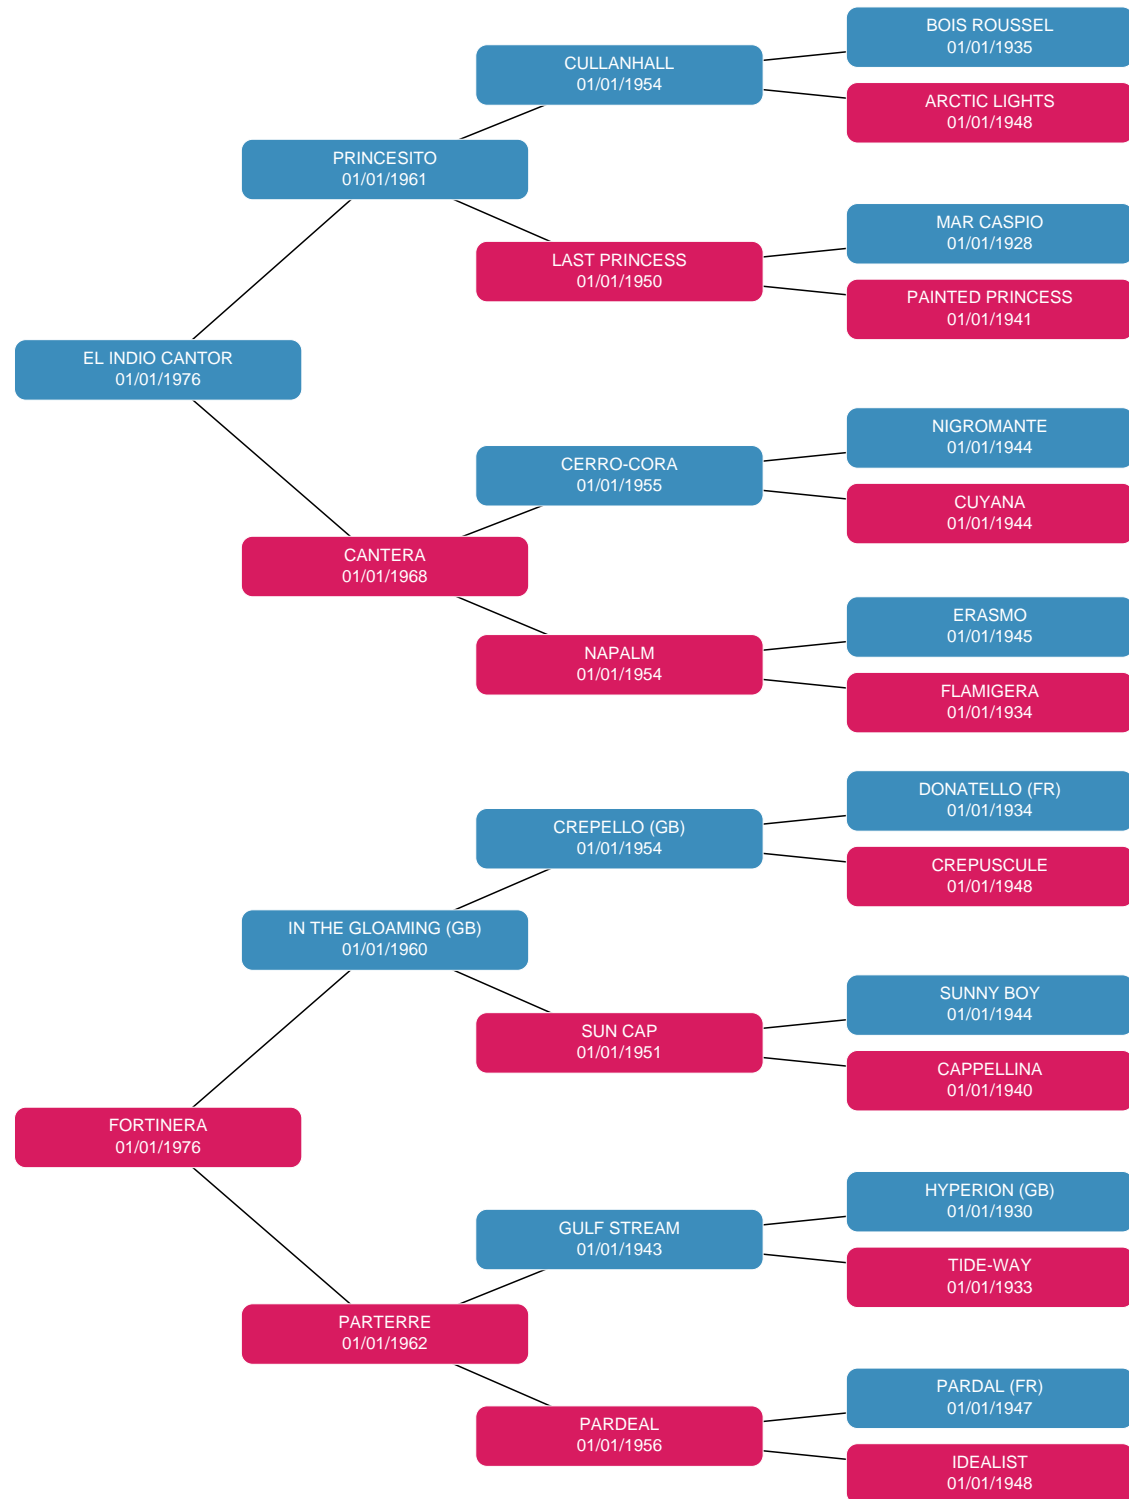 BOIS ROUSSEL
01/01/1935
CULLANHALL
01/01/1954
ARCTIC LIGHTS
01/01/1948
PRINCESITO
01/01/1961
MAR CASPIO
01/01/1928
LAST PRINCESS
01/01/1950
PAINTED PRINCESS
01/01/1941
EL INDIO CANTOR
01/01/1976
NIGROMANTE
01/01/1944
CERRO-CORA
01/01/1955
CUYANA
01/01/1944
CANTERA
01/01/1968
ERASMO
01/01/1945
NAPALM
01/01/1954
FLAMIGERA
01/01/1934
DONATELLO (FR)
01/01/1934
CREPELLO (GB)
01/01/1954
CREPUSCULE
01/01/1948
IN THE GLOAMING (GB)
01/01/1960
SUNNY BOY
01/01/1944
SUN CAP
01/01/1951
CAPPELLINA
01/01/1940
FORTINERA
01/01/1976
HYPERION (GB)
01/01/1930
GULF STREAM
01/01/1943
TIDE-WAY
01/01/1933
PARTERRE
01/01/1962
PARDAL (FR)
01/01/1947
PARDEAL
01/01/1956
IDEALIST
01/01/1948